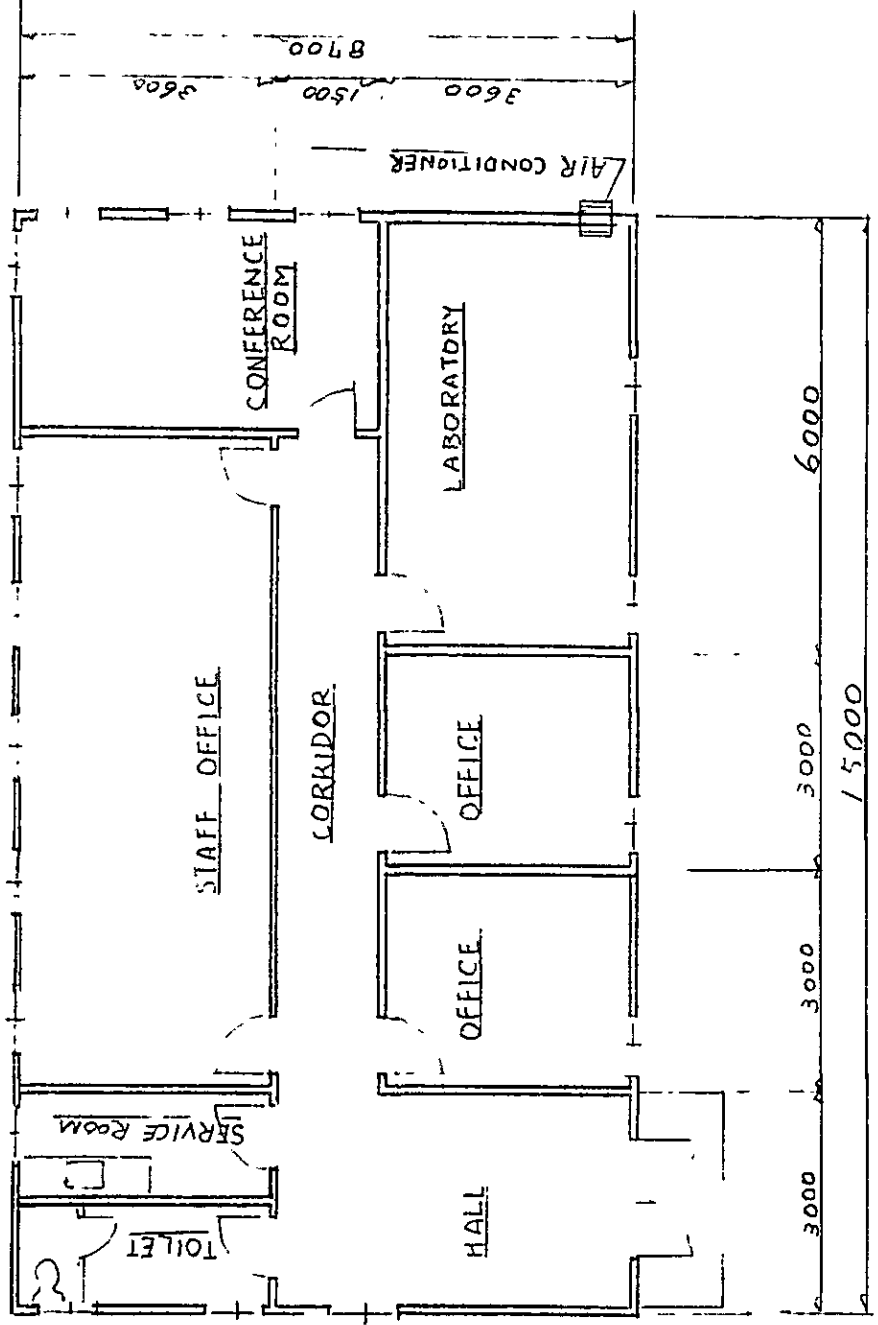 8700
3600
1500
3600
AIR CONDITIONER
CONFERENCE
ROOM
LABORATORY
STAFF OFFICE
CORRIDOR
OFFICE
OFFICE
SERVICE ROOM
TOILET
HALL
6000
3000
3000
3000
15000